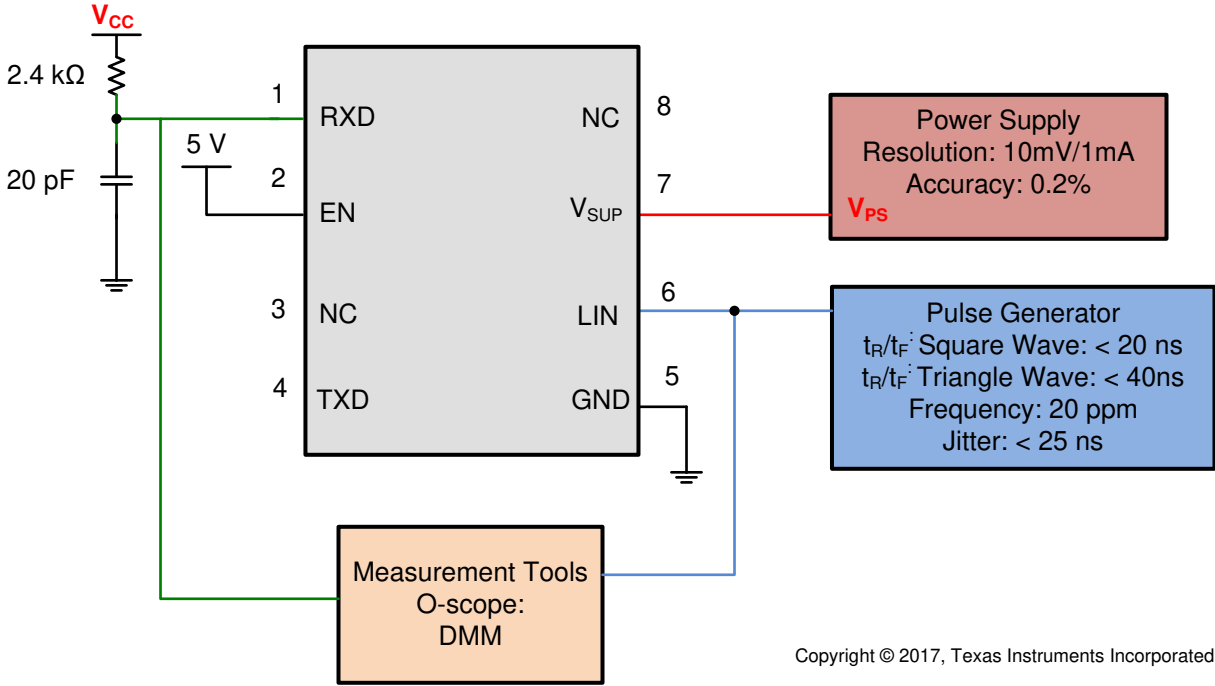 VCC
2.4 kΩ
20 pF
5 V
1
RXD
2
EN
3
NC
4
TXD
NC
8
VSUP
7
LIN
6
GND
5
Power Supply
Resolution: 10mV/1mA
Accuracy: 0.2%
VPS
Pulse Generator
tR/tF: Square Wave: < 20 ns
tR/tF: Triangle Wave: < 40ns
Frequency: 20 ppm
Jitter: < 25 ns
Measurement Tools
O-scope:
DMM
Copyright © 2017, Texas Instruments Incorporated